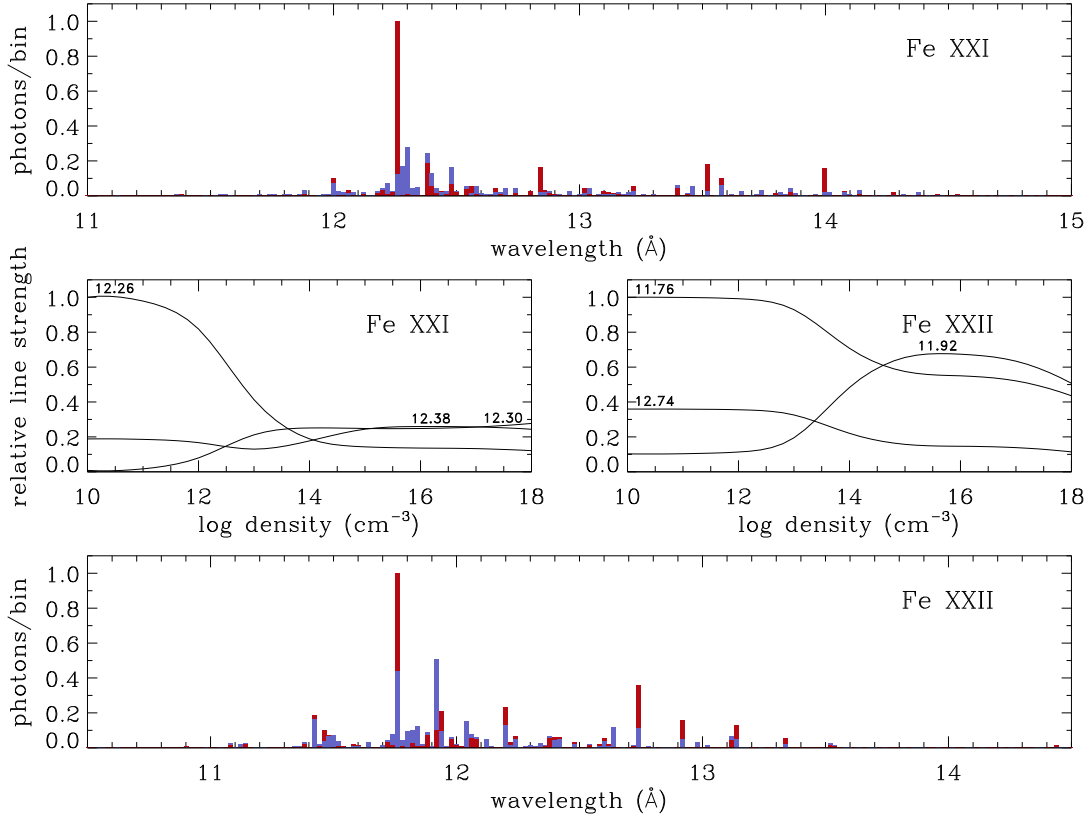 photons/bin
1.0
0.8
0.6
0.4
0.2
0.0
Fe XXI
11 12 13 14 15
wavelength (Å)
relative line strength
1.0
0.8
0.6
0.4
0.2
0.0
12.26
Fe XXI
12.38 12.30
10 12 14 16 18
log density (cm⁻³)
1.0
0.8
0.6
0.4
0.2
0.0
11.76
Fe XXII
11.92
12.74
10 12 14 16 18
log density (cm⁻³)
photons/bin
1.0
0.8
0.6
0.4
0.2
0.0
Fe XXII
11 12 13 14
wavelength (Å)